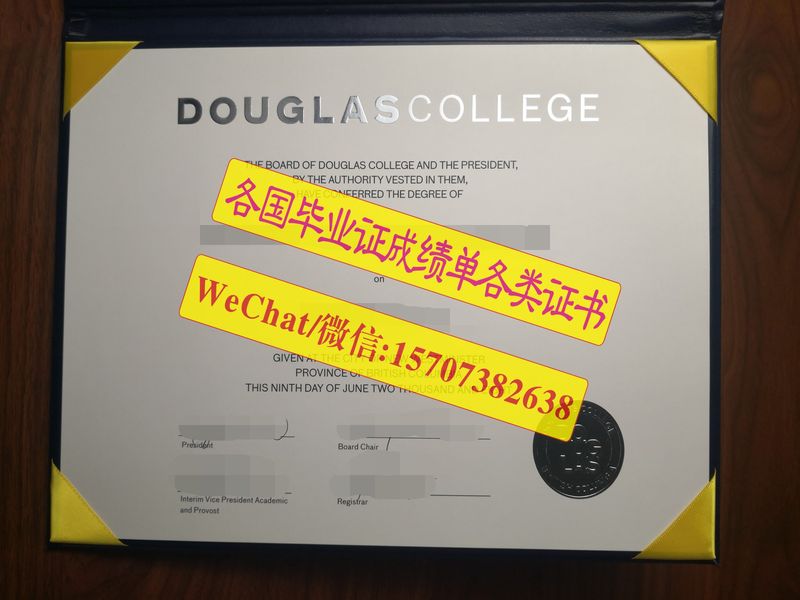 DOUGLASCOLLEGE
THE BOARD OF DOUGLAS COLLEGE AND THE PRESIDENT,
BY THE AUTHORITY VESTED IN THEM,
HAVE CONFERRED THE DEGREE OF
各国毕业证成绩单各类证书
on
WeChat/微信:15707382638
GIVEN AT THE CITY
PROVINCE OF BRITISH
THIS NINTH DAY OF JUNE TWO THOUSAND
President
Board Chair
Interim Vice President Academic
and Provost
Registrar